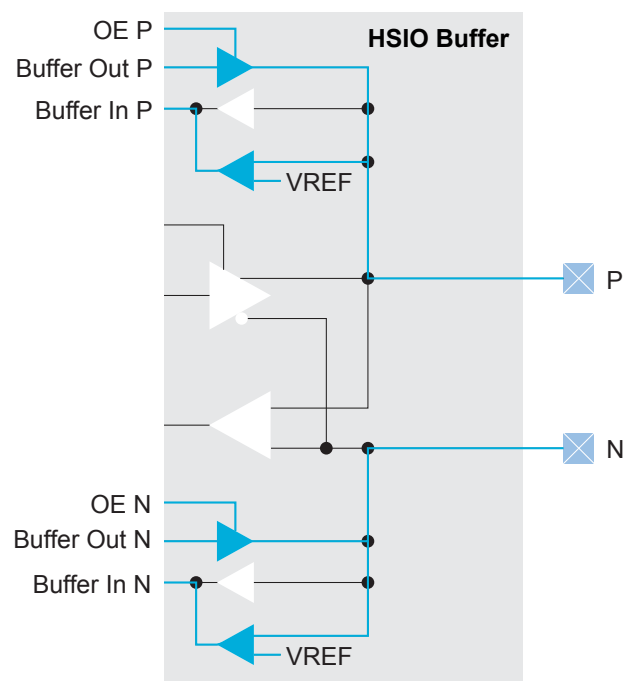 OE P
HSIO Buffer
Buffer Out P
Buffer In P
VREF
P
N
OE N
Buffer Out N
Buffer In N
VREF